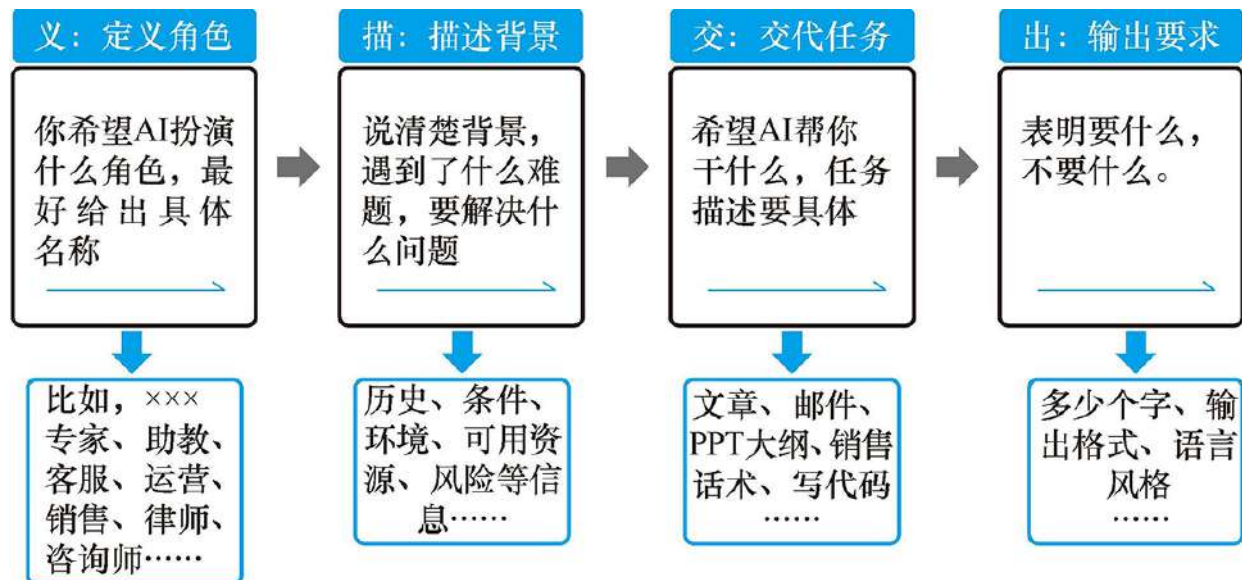 义：定义角色
你希望AI扮演
什么角色，最
好给出具体
名称
比如，×××
专家、助教、
客服、运营、
销售、律师、
咨询师……
描：描述背景
说清楚背景，
遇到了什么难
题，要解决什
么问题
历史、条件、
环境、可用资
源、风险等信
息……
交：交代任务
希望AI帮你
干什么，任务
描述要具体
文章、邮件、
PPT大纲、销售
话术、写代码
……
出：输出要求
表明要什么，
不要什么。
多少个字、输
出格式、语言
风格
……